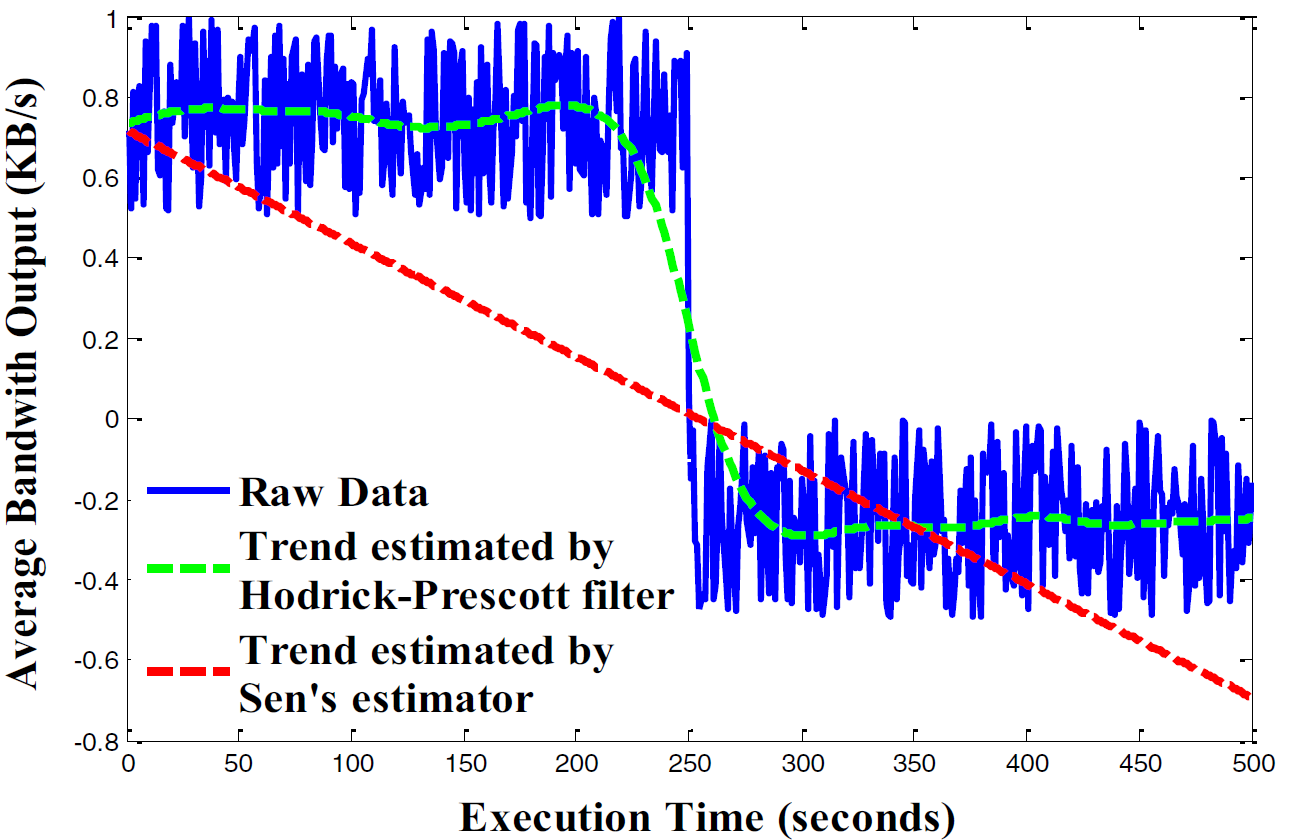 Average Bandwith Output (KB/s)
1
0.8
0.6
0.4
0.2
0
-0.2
-0.4
-0.6
-0.8
Raw Data
Trend estimated by
Hodrick-Prescott filter
Trend estimated by
Sen's estimator
0 50 100 150 200 250 300 350 400 450 500
Execution Time (seconds)